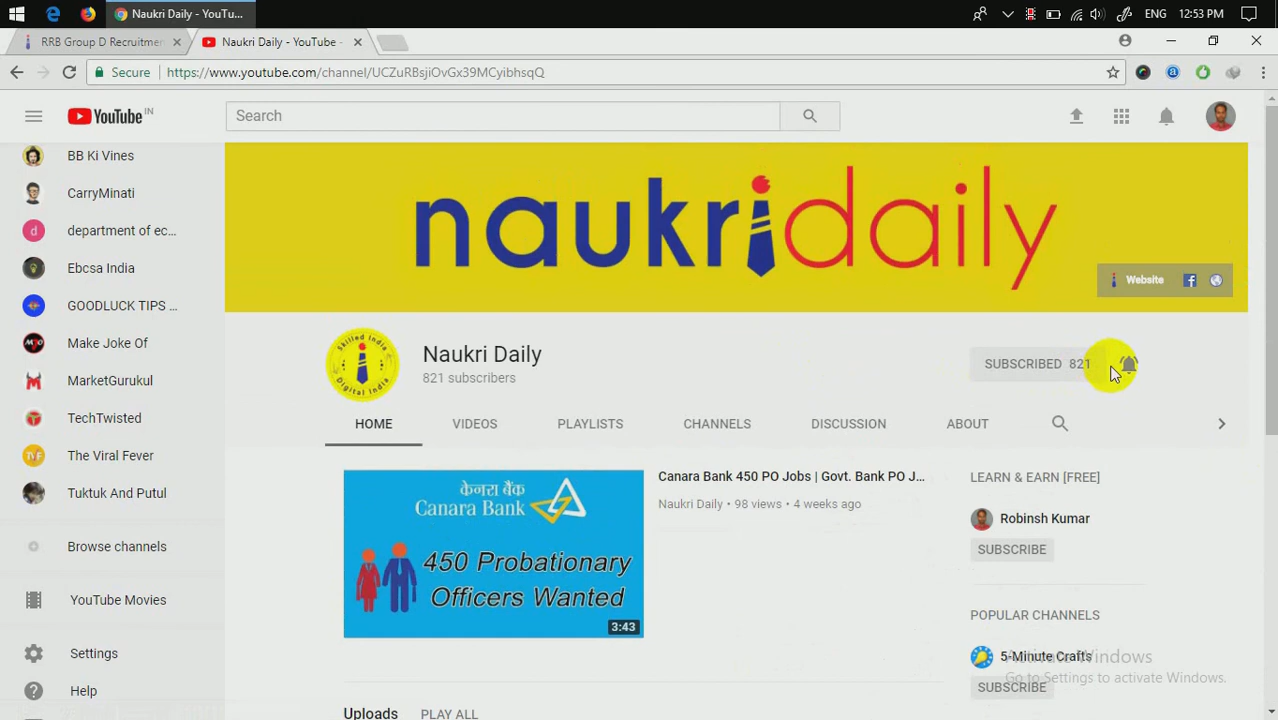 Naukri Daily - YouTu...
ENG
12:53 PM
RRB Group D Recruitmen
Naukri Daily - YouTube -
Secure
https://www.youtube.com/channel/UCZuRBsjiOvGx39MCyibhsqQ
YouTube IN
Search
BB Ki Vines
CarryMinati
department of ec...
Ebcsa India
GOODLUCK TIPS ...
Make Joke Of
MarketGurukul
TechTwisted
The Viral Fever
Tuktuk And Putul
Browse channels
YouTube Movies
Settings
Help
naukridaily
Website
Skilled India
Digital India
Naukri Daily
821 subscribers
SUBSCRIBED 821
HOME
VIDEOS
PLAYLISTS
CHANNELS
DISCUSSION
ABOUT
केनरा बैंक
Canara Bank
450 Probationary
Officers Wanted
3:43
Canara Bank 450 PO Jobs | Govt. Bank PO J...
Naukri Daily • 98 views • 4 weeks ago
LEARN & EARN [FREE]
Robinsh Kumar
SUBSCRIBE
POPULAR CHANNELS
5-Minute Crafts
SUBSCRIBE
Activate Windows
Go to Settings to activate Windows.
Uploads
PLAY ALL